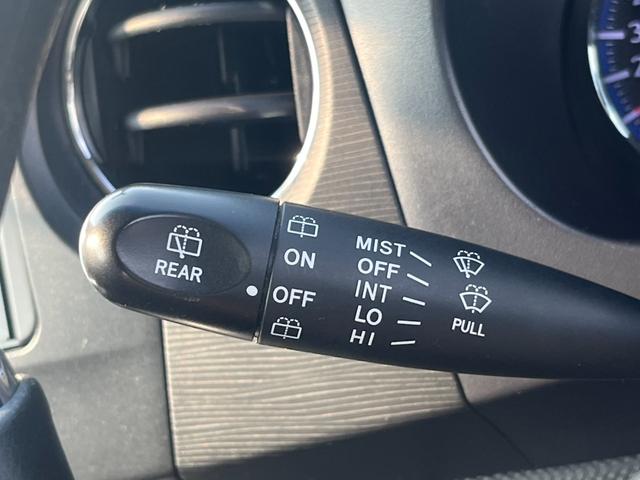 REAR
ON
OFF
MIST
OFF
INT
LO
HI
PULL